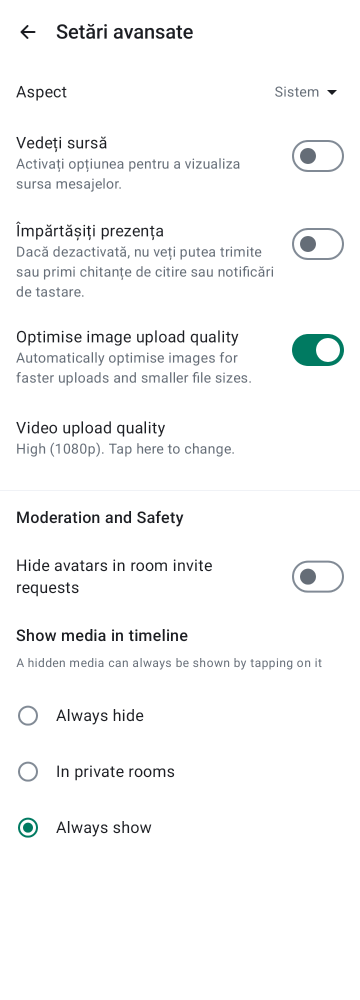 Setări avansate
Aspect
Sistem
Vedeți sursă
Activați opțiunea pentru a vizualiza
sursa mesajelor.
Împărtășiți prezența
Dacă dezactivată, nu veți putea trimite
sau primi chitanțe de citire sau notificări
de tastare.
Optimise image upload quality
Automatically optimise images for
faster uploads and smaller file sizes.
Video upload quality
High (1080p). Tap here to change.
Moderation and Safety
Hide avatars in room invite
requests
Show media in timeline
A hidden media can always be shown by tapping on it
Always hide
In private rooms
Always show